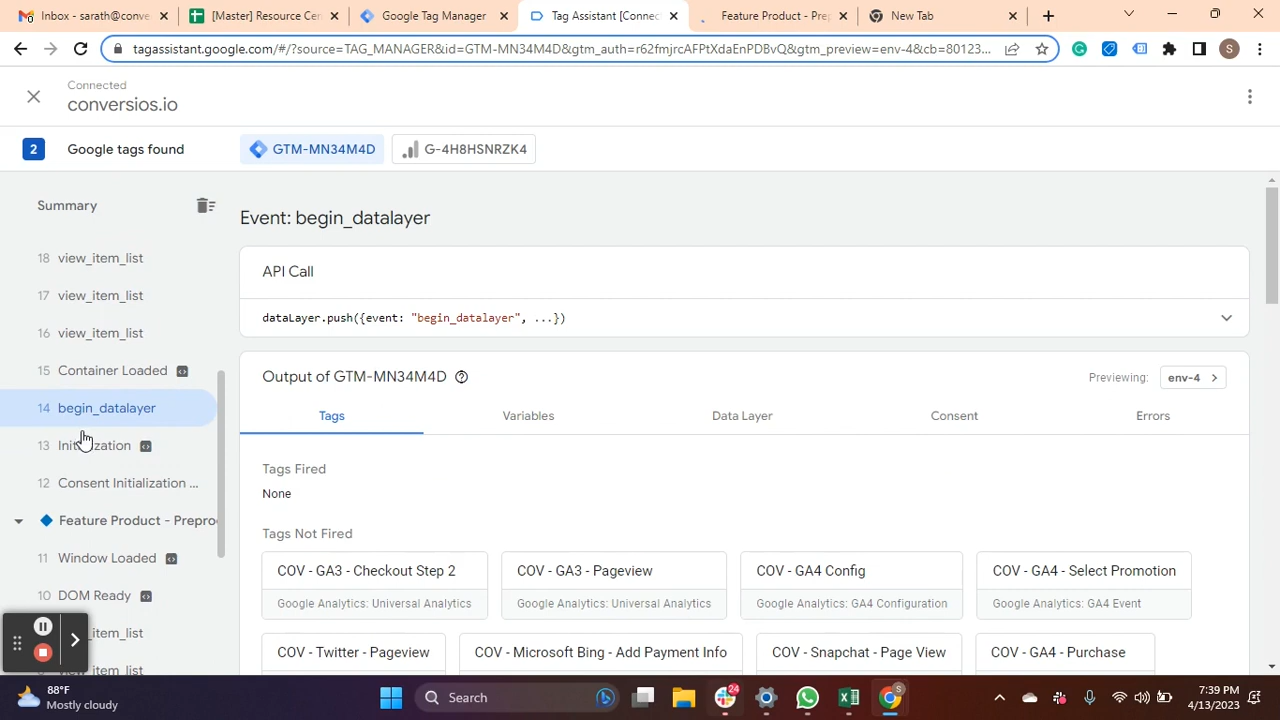 Inbox - sarath@conve
[Master] Resource Cer
Google Tag Manager
Tag Assistant [Connec
Feature Product - Prep
New Tab
tagassistant.google.com/#/?source=TAG_MANAGER&id=GTM-MN34M4D&gtm_auth=r62fmjrcAFPtXdaEnPDBvQ&gtm_preview=env-4&cb=80123...
S
Connected
conversios.io
2
Google tags found
GTM-MN34M4D
G-4H8HSNRZK4
Summary
18 view_item_list
17 view_item_list
16 view_item_list
15 Container Loaded
14 begin_datalayer
13
12 Consent Initialization ...
Feature Product - Prepro
11 Window Loaded
10 DOM Ready
Event: begin_datalayer
API Call
dataLayer.push({event: "begin_datalayer", ...})
Output of GTM-MN34M4D
Previewing: env-4
Tags
Variables
Data Layer
Consent
Errors
Tags Fired
None
Tags Not Fired
COV - GA3 - Checkout Step 2
Google Analytics: Universal Analytics
COV - GA3 - Pageview
Google Analytics: Universal Analytics
COV - GA4 Config
Google Analytics: GA4 Configuration
COV - GA4 - Select Promotion
Google Analytics: GA4 Event
COV - Twitter - Pageview
COV - Microsoft Bing - Add Payment Info
COV - Snapchat - Page View
COV - GA4 - Purchase
88°F
Mostly cloudy
Search
24
S
7:39 PM
4/13/2023